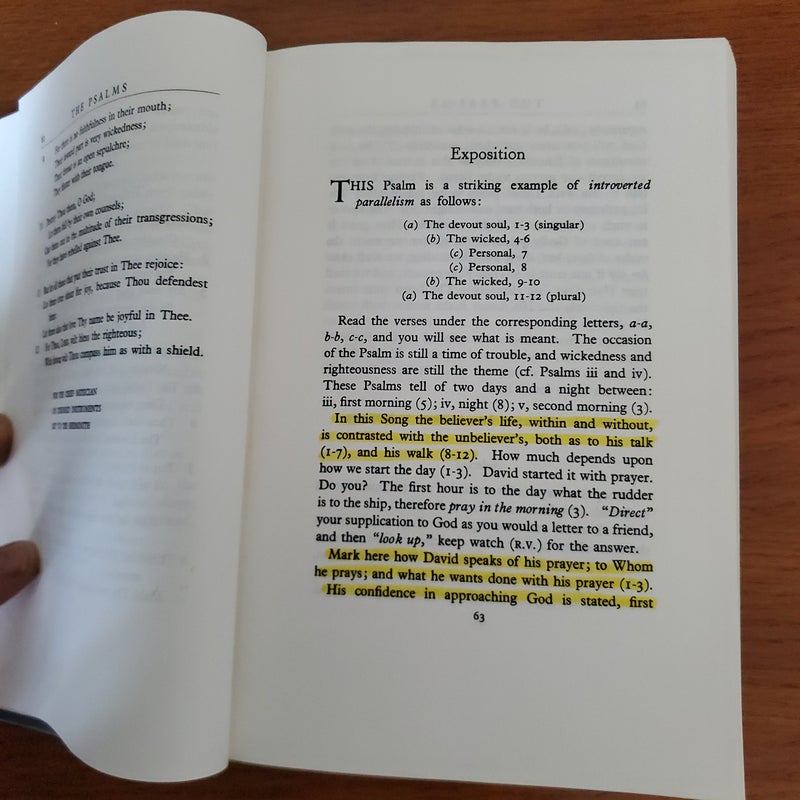 THE PSALMS
For there is no faithfulness in their mouth;
Their inward part is very wickedness;
Their throat is an open sepulchre;
They flatter with their tongue.
Thou them, O God;
Let them fall by their own counsels;
out in the multitude of their transgressions;
For they have rebelled against Thee.
But let all those that put their trust in Thee rejoice:
Let them ever shout for joy, because Thou defendest
them:
Let them also that love Thy name be joyful in Thee.
For Thou, Lord, wilt bless the righteous;
With favour wilt Thou compass him as with a shield.
FOR THE CHIEF MUSICIAN
ON STRINGED INSTRUMENTS
SET TO THE SHEMINITH
Exposition
THIS Psalm is a striking example of introverted
parallelism as follows:
(a) The devout soul, 1-3 (singular)
(b) The wicked, 4-6
(c) Personal, 7
(c) Personal, 8
(b) The wicked, 9-10
(a) The devout soul, 11-12 (plural)
Read the verses under the corresponding letters, a-a,
b-b, c-c, and you will see what is meant. The occasion
of the Psalm is still a time of trouble, and wickedness and
righteousness are still the theme (cf. Psalms iii and iv).
These Psalms tell of two days and a night between:
iii, first morning (5); iv, night (8); v, second morning (3).
In this Song the believer's life, within and without,
is contrasted with the unbeliever's, both as to his talk
(1-7), and his walk (8-12). How much depends upon
how we start the day (1-3). David started it with prayer.
Do you? The first hour is to the day what the rudder
is to the ship, therefore pray in the morning (3). "Direct"
your supplication to God as you would a letter to a friend,
and then "look up," keep watch (R.V.) for the answer.
Mark here how David speaks of his prayer; to Whom
he prays; and what he wants done with his prayer (1-3).
His confidence in approaching God is stated, first
63